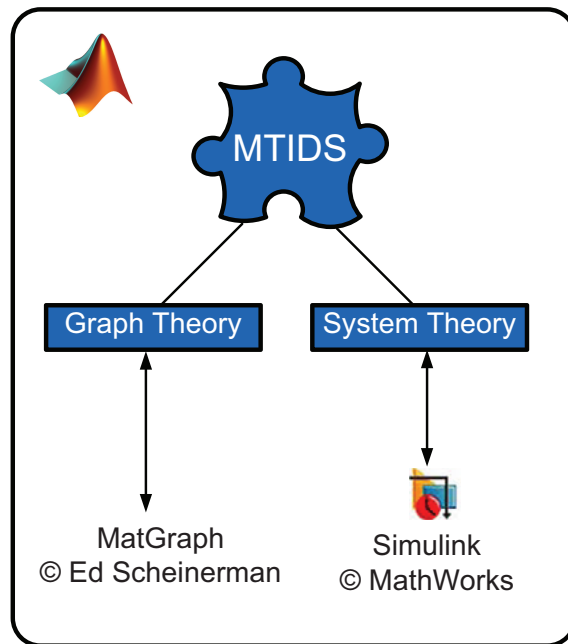 MTIDS
Graph Theory
System Theory
MatGraph
© Ed Scheinerman
Simulink
© MathWorks